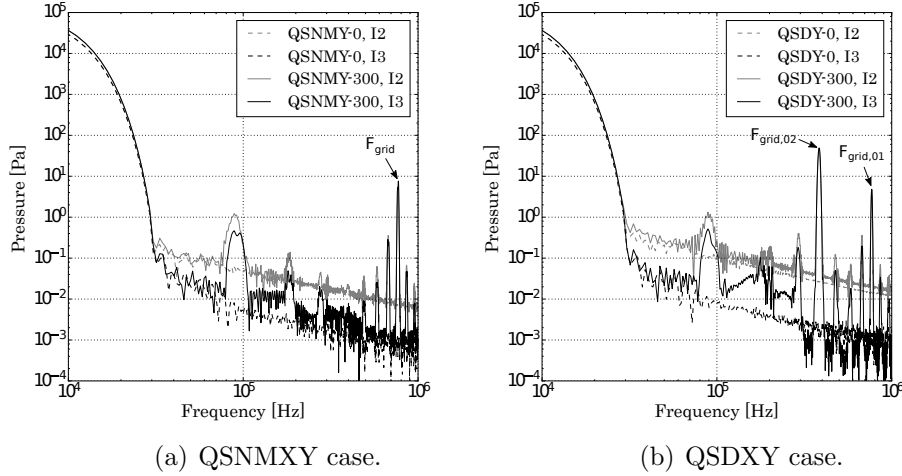 10^5
10^4
10^3
10^2
10^1
10^0
10^-1
10^-2
10^-3
10^-4
Pressure [Pa]
QSNMY-0, I2
QSNMY-0, I3
QSNMY-300, I2
QSNMY-300, I3
F_grid
10^4
10^5
10^6
Frequency [Hz]
(a) QSNMXY case.
10^5
10^4
10^3
10^2
10^1
10^0
10^-1
10^-2
10^-3
10^-4
Pressure [Pa]
QSDY-0, I2
QSDY-0, I3
QSDY-300, I2
QSDY-300, I3
F_grid,02
F_grid,01
10^4
10^5
10^6
Frequency [Hz]
(b) QSDXY case.